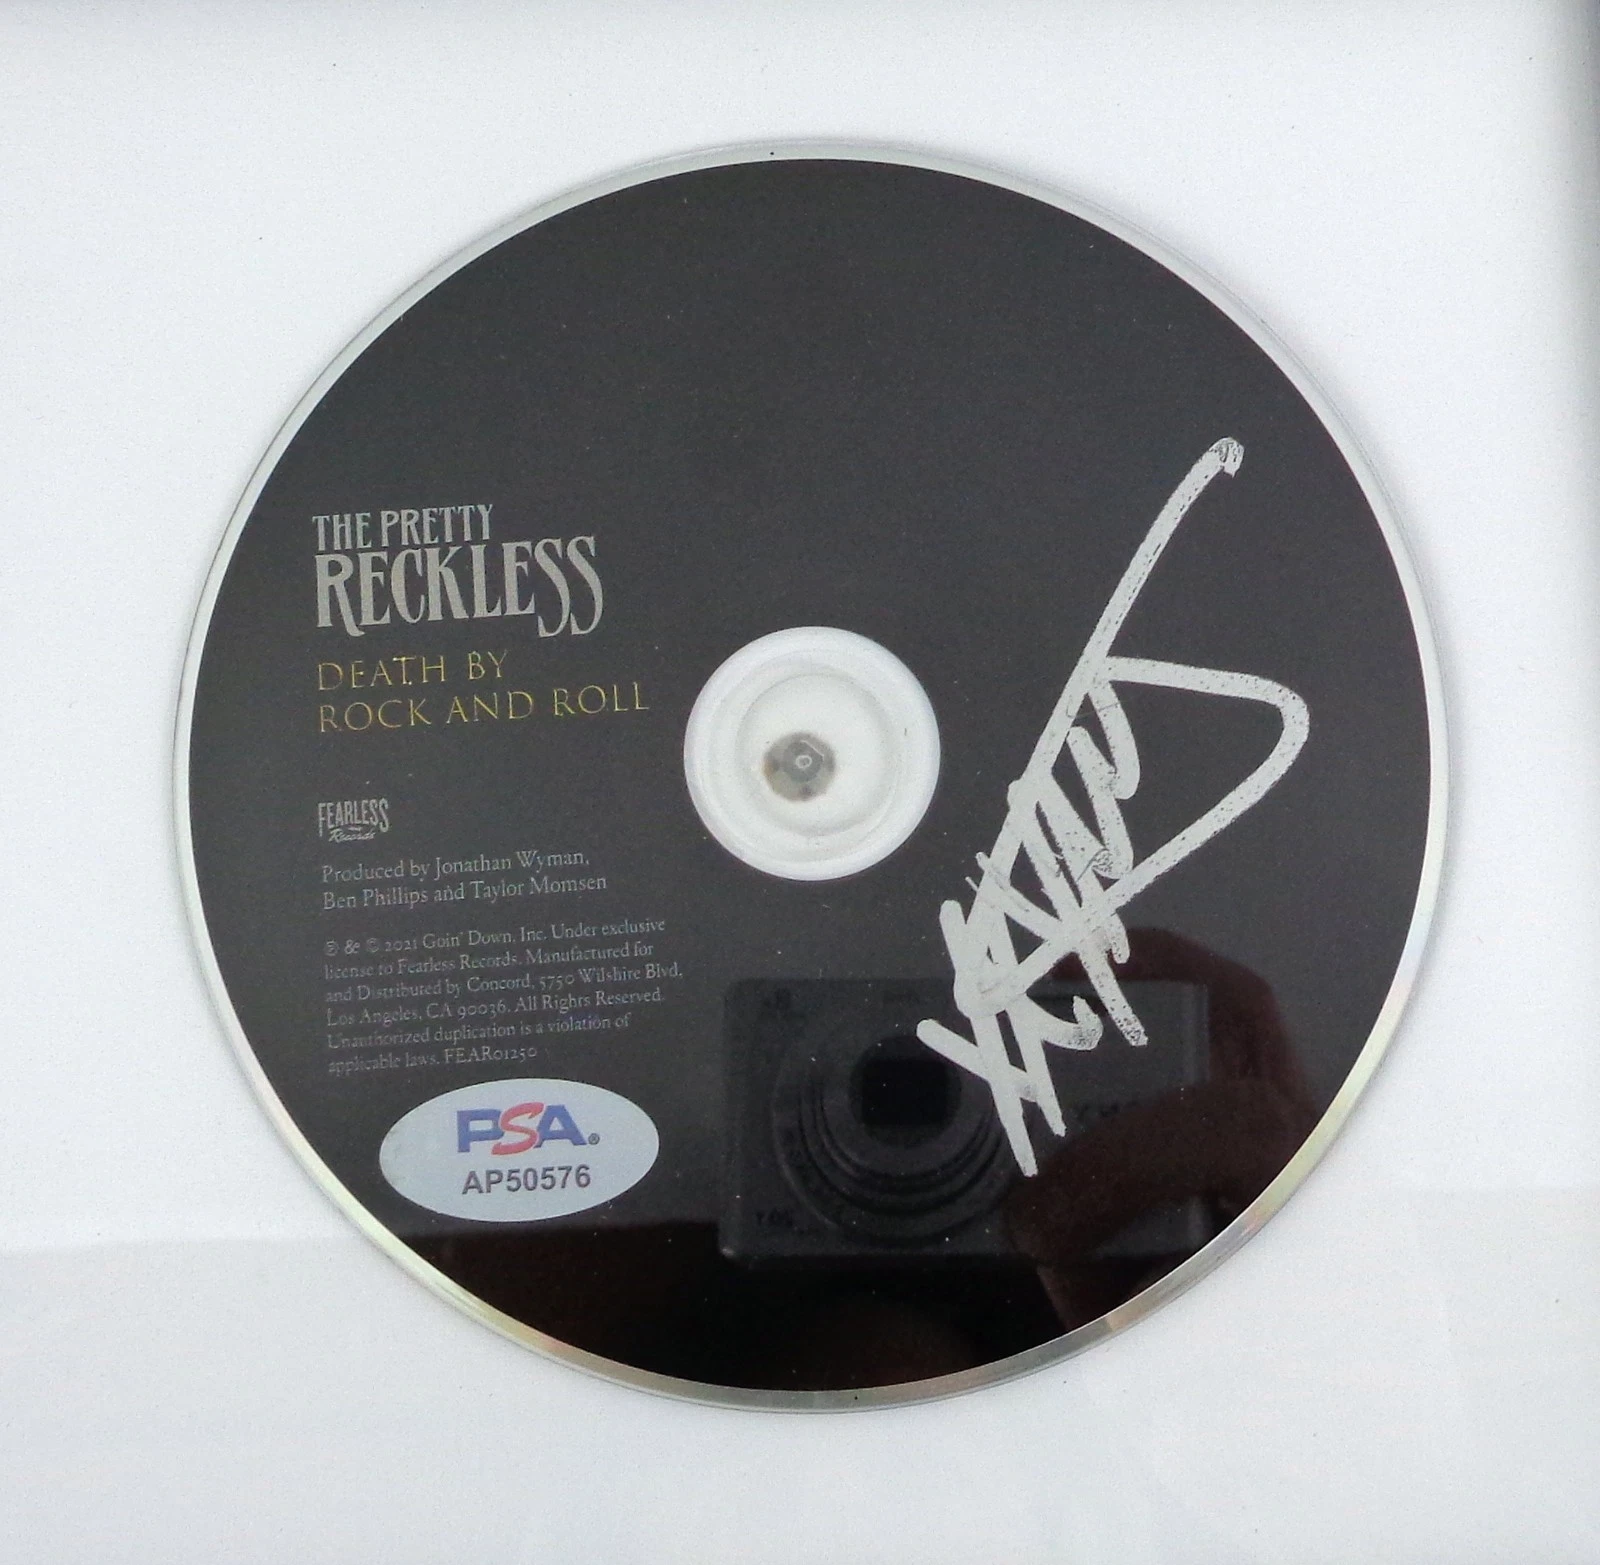 THE PRETTY
RECKLESS
DEATH BY
ROCK AND ROLL
FEARLESS
Records
Produced by Jonathan Wyman,
Ben Phillips and Taylor Momsen
℗ & © 2021 Goin' Down, Inc. Under exclusive
license to Fearless Records. Manufactured for
and Distributed by Concord, 5750 Wilshire Blvd,
Los Angeles, CA 90036. All Rights Reserved.
Unauthorized duplication is a violation of
applicable laws. FEAR01250
PSA®
AP50576